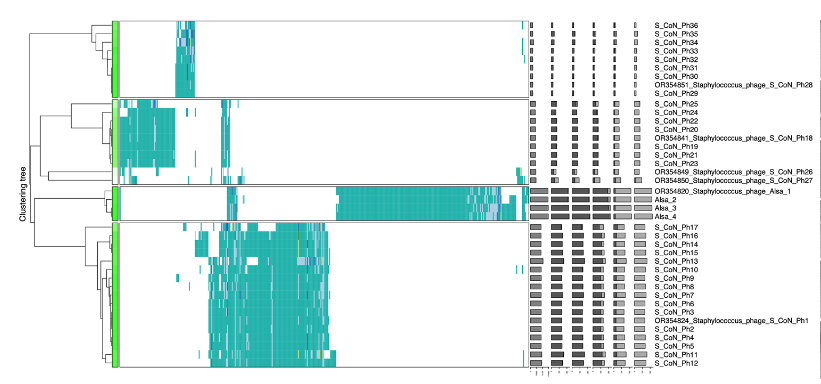 Clustering tree
S_CoN_Ph36
S_CoN_Ph35
S_CoN_Ph34
S_CoN_Ph33
S_CoN_Ph32
S_CoN_Ph31
S_CoN_Ph30
OR354851_Staphylococcus_phage_S_CoN_Ph28
S_CoN_Ph29
S_CoN_Ph25
S_CoN_Ph24
S_CoN_Ph22
S_CoN_Ph20
OR354841_Staphylococcus_phage_S_CoN_Ph18
S_CoN_Ph19
S_CoN_Ph21
S_CoN_Ph23
OR354849_Staphylococcus_phage_S_CoN_Ph26
OR354850_Staphylococcus_phage_S_CoN_Ph27
OR354820_Staphylococcus_phage_Alsa_1
Alsa_2
Alsa_3
Alsa_4
S_CoN_Ph17
S_CoN_Ph16
S_CoN_Ph14
S_CoN_Ph15
S_CoN_Ph13
S_CoN_Ph10
S_CoN_Ph9
S_CoN_Ph8
S_CoN_Ph7
S_CoN_Ph6
S_CoN_Ph3
OR354824_Staphylococcus_phage_S_CoN_Ph1
S_CoN_Ph2
S_CoN_Ph4
S_CoN_Ph5
S_CoN_Ph11
S_CoN_Ph12